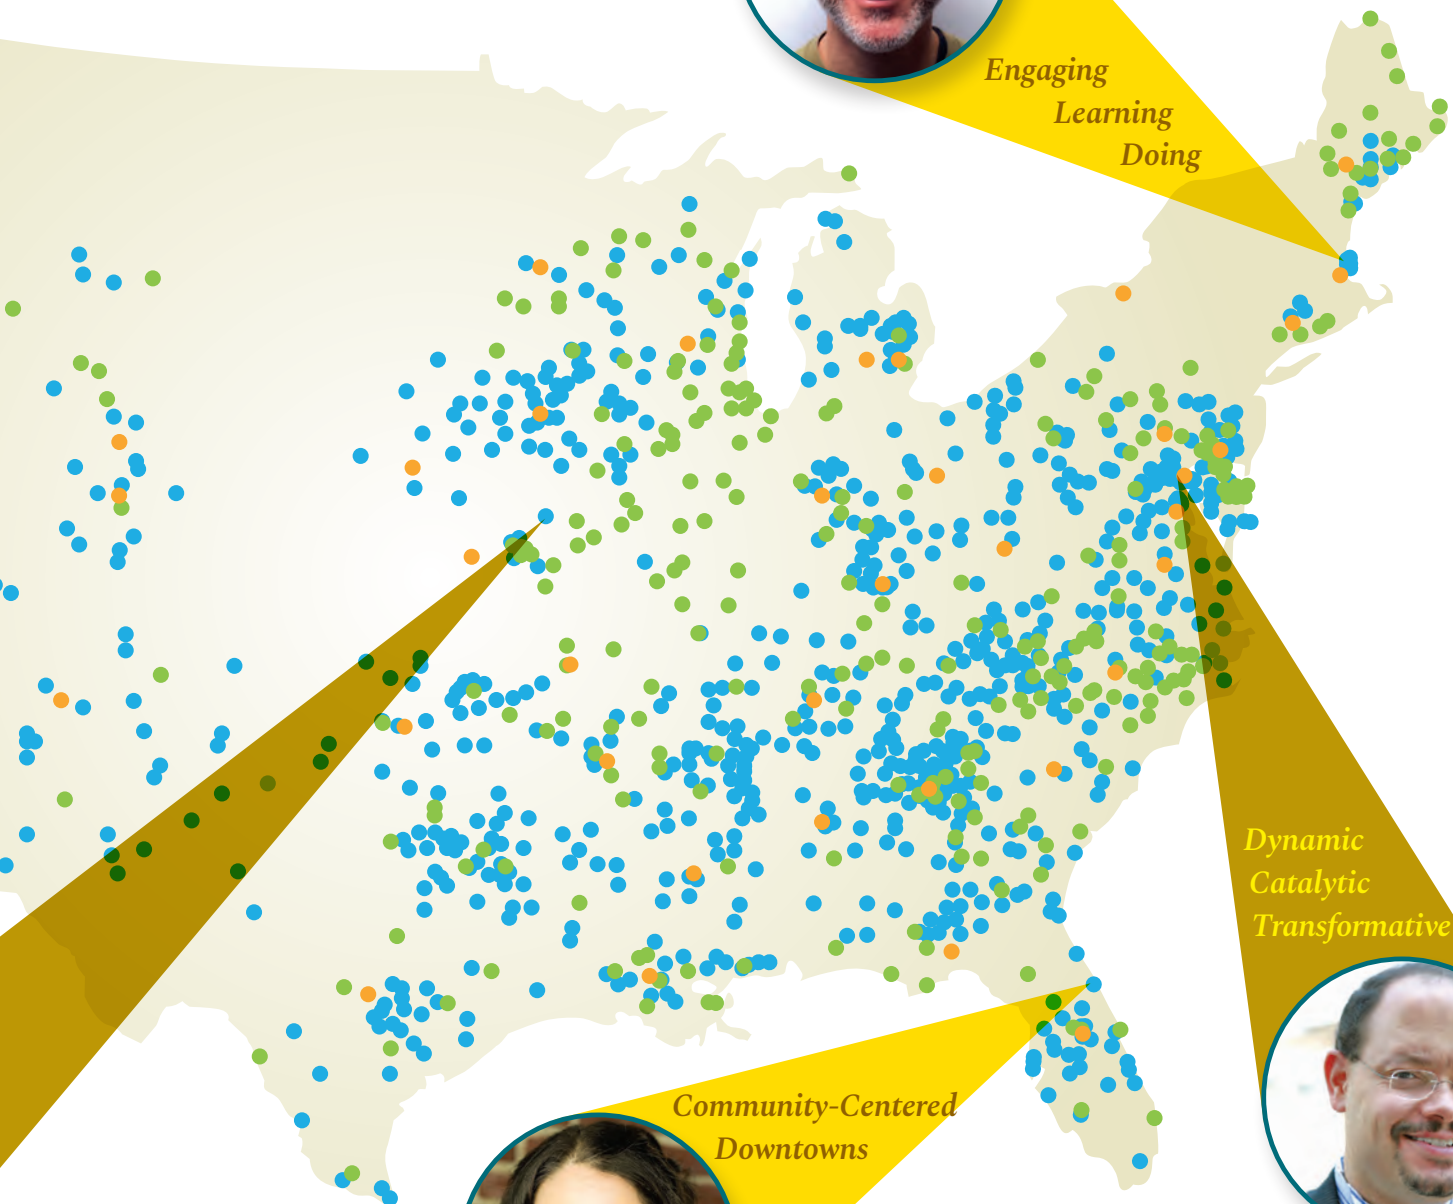 Engaging
Learning
Doing
Dynamic
Catalytic
Transformative
Community-Centered
Downtowns